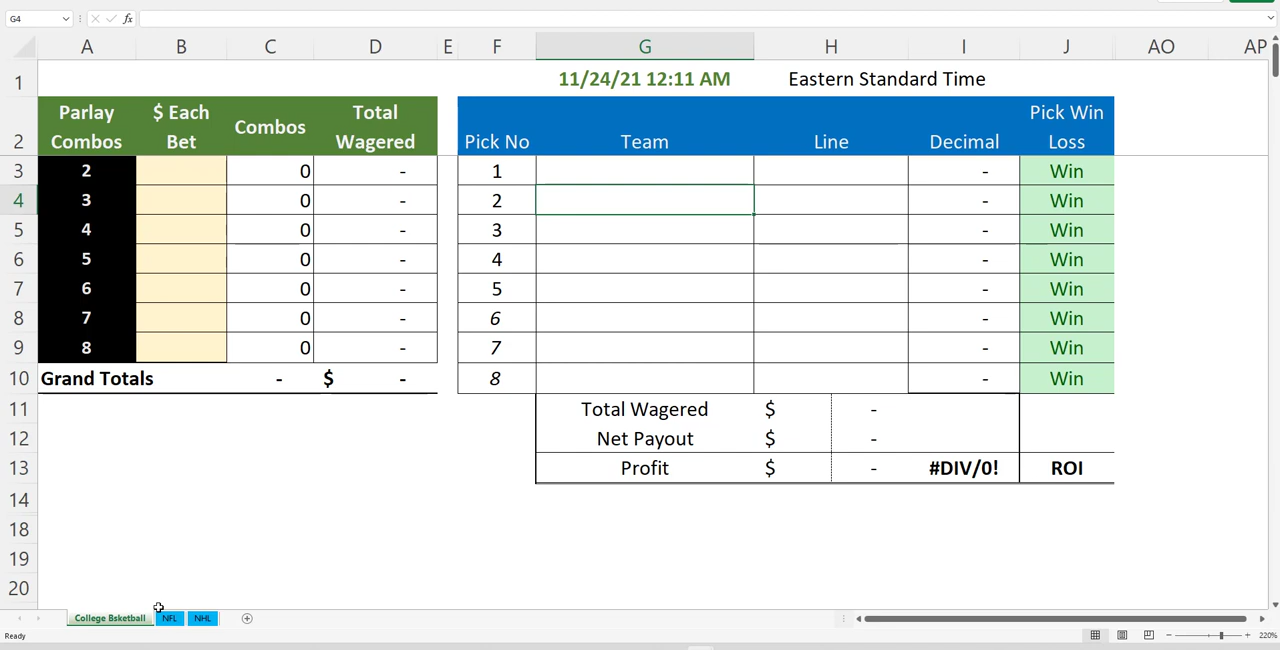 G4 fx
A B C D E F G H I J AO AP
1 11/24/21 12:11 AM Eastern Standard Time
Parlay $ Each Total Pick Win
2 Combos Bet Combos Wagered Pick No Team Line Decimal Loss
3 2 0 - 1 - Win
4 3 0 - 2 - Win
5 4 0 - 3 - Win
6 5 0 - 4 - Win
7 6 0 - 5 - Win
8 7 0 - 6 - Win
9 8 0 - 7 - Win
10 Grand Totals - $ - 8 - Win
11 Total Wagered $ -
12 Net Payout $ -
13 Profit $ - #DIV/0! ROI
14
18
19
20
College Bsketball NFL NHL
Ready 220%